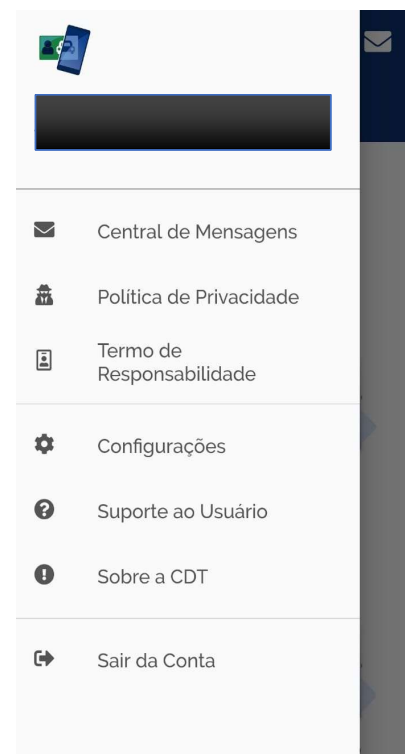 Central de Mensagens
Política de Privacidade
Termo de
Responsabilidade
Configurações
Suporte ao Usuário
Sobre a CDT
Sair da Conta